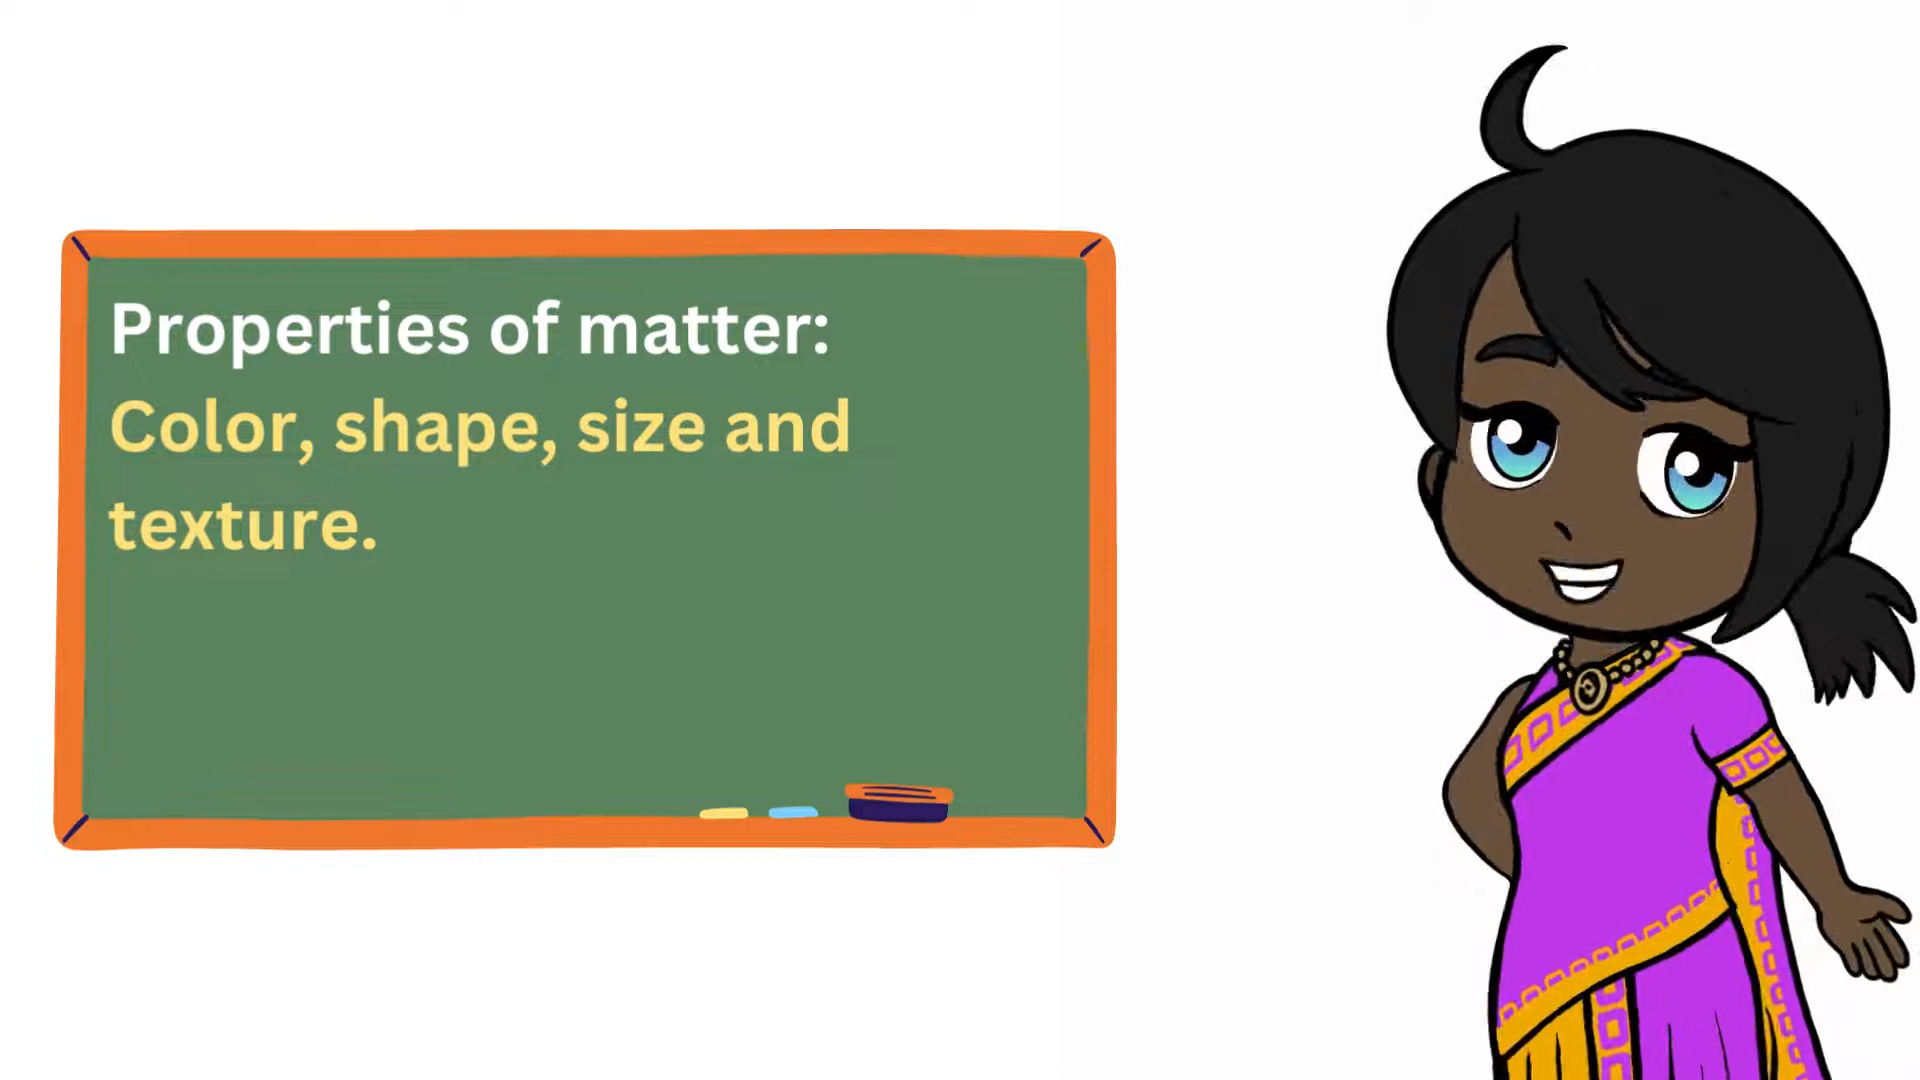 Properties of matter:
Color, shape, size and
texture.